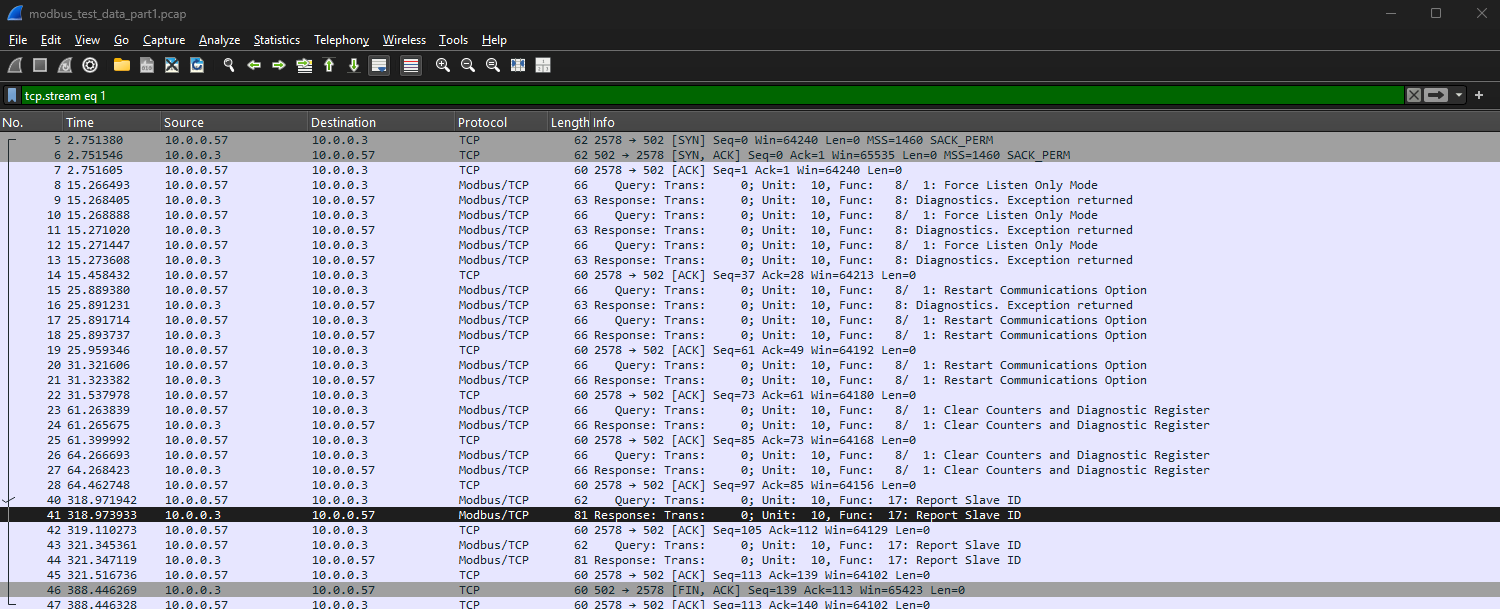 modbus_test_data_part1.pcap
File Edit View Go Capture Analyze Statistics Telephony Wireless Tools Help
tcp.stream eq 1
No. Time Source Destination Protocol Length Info
5 2.751380 10.0.0.57 10.0.0.3 TCP 62 2578 → 502 [SYN] Seq=0 Win=64240 Len=0 MSS=1460 SACK_PERM
6 2.751546 10.0.0.3 10.0.0.57 TCP 62 502 → 2578 [SYN, ACK] Seq=0 Ack=1 Win=65535 Len=0 MSS=1460 SACK_PERM
7 2.751605 10.0.0.57 10.0.0.3 TCP 60 2578 → 502 [ACK] Seq=1 Ack=1 Win=64240 Len=0
8 15.266493 10.0.0.57 10.0.0.3 Modbus/TCP 66 Query: Trans: 0; Unit: 10, Func: 8/ 1: Force Listen Only Mode
9 15.268405 10.0.0.3 10.0.0.57 Modbus/TCP 63 Response: Trans: 0; Unit: 10, Func: 8: Diagnostics. Exception returned
10 15.268888 10.0.0.57 10.0.0.3 Modbus/TCP 66 Query: Trans: 0; Unit: 10, Func: 8/ 1: Force Listen Only Mode
11 15.271020 10.0.0.3 10.0.0.57 Modbus/TCP 63 Response: Trans: 0; Unit: 10, Func: 8: Diagnostics. Exception returned
12 15.271447 10.0.0.57 10.0.0.3 Modbus/TCP 66 Query: Trans: 0; Unit: 10, Func: 8/ 1: Force Listen Only Mode
13 15.273608 10.0.0.3 10.0.0.57 Modbus/TCP 63 Response: Trans: 0; Unit: 10, Func: 8: Diagnostics. Exception returned
14 15.458432 10.0.0.57 10.0.0.3 TCP 60 2578 → 502 [ACK] Seq=37 Ack=28 Win=64213 Len=0
15 25.889380 10.0.0.57 10.0.0.3 Modbus/TCP 66 Query: Trans: 0; Unit: 10, Func: 8/ 1: Restart Communications Option
16 25.891231 10.0.0.3 10.0.0.57 Modbus/TCP 63 Response: Trans: 0; Unit: 10, Func: 8: Diagnostics. Exception returned
17 25.891714 10.0.0.57 10.0.0.3 Modbus/TCP 66 Query: Trans: 0; Unit: 10, Func: 8/ 1: Restart Communications Option
18 25.893737 10.0.0.3 10.0.0.57 Modbus/TCP 66 Response: Trans: 0; Unit: 10, Func: 8/ 1: Restart Communications Option
19 25.959346 10.0.0.57 10.0.0.3 TCP 60 2578 → 502 [ACK] Seq=61 Ack=49 Win=64192 Len=0
20 31.321606 10.0.0.57 10.0.0.3 Modbus/TCP 66 Query: Trans: 0; Unit: 10, Func: 8/ 1: Restart Communications Option
21 31.323382 10.0.0.3 10.0.0.57 Modbus/TCP 66 Response: Trans: 0; Unit: 10, Func: 8/ 1: Restart Communications Option
22 31.537978 10.0.0.57 10.0.0.3 TCP 60 2578 → 502 [ACK] Seq=73 Ack=61 Win=64180 Len=0
23 61.263839 10.0.0.57 10.0.0.3 Modbus/TCP 66 Query: Trans: 0; Unit: 10, Func: 8/ 1: Clear Counters and Diagnostic Register
24 61.265675 10.0.0.3 10.0.0.57 Modbus/TCP 66 Response: Trans: 0; Unit: 10, Func: 8/ 1: Clear Counters and Diagnostic Register
25 61.399992 10.0.0.57 10.0.0.3 TCP 60 2578 → 502 [ACK] Seq=85 Ack=73 Win=64168 Len=0
26 64.266693 10.0.0.57 10.0.0.3 Modbus/TCP 66 Query: Trans: 0; Unit: 10, Func: 8/ 1: Clear Counters and Diagnostic Register
27 64.268423 10.0.0.3 10.0.0.57 Modbus/TCP 66 Response: Trans: 0; Unit: 10, Func: 8/ 1: Clear Counters and Diagnostic Register
28 64.462748 10.0.0.57 10.0.0.3 TCP 60 2578 → 502 [ACK] Seq=97 Ack=85 Win=64156 Len=0
40 318.971942 10.0.0.57 10.0.0.3 Modbus/TCP 62 Query: Trans: 0; Unit: 10, Func: 17: Report Slave ID
41 318.973933 10.0.0.3 10.0.0.57 Modbus/TCP 81 Response: Trans: 0; Unit: 10, Func: 17: Report Slave ID
42 319.110273 10.0.0.57 10.0.0.3 TCP 60 2578 → 502 [ACK] Seq=105 Ack=112 Win=64129 Len=0
43 321.345361 10.0.0.57 10.0.0.3 Modbus/TCP 62 Query: Trans: 0; Unit: 10, Func: 17: Report Slave ID
44 321.347119 10.0.0.3 10.0.0.57 Modbus/TCP 81 Response: Trans: 0; Unit: 10, Func: 17: Report Slave ID
45 321.516736 10.0.0.57 10.0.0.3 TCP 60 2578 → 502 [ACK] Seq=113 Ack=139 Win=64102 Len=0
46 388.446269 10.0.0.3 10.0.0.57 TCP 60 502 → 2578 [FIN, ACK] Seq=139 Ack=113 Win=65423 Len=0
47 388.446328 10.0.0.57 10.0.0.3 TCP 60 2578 → 502 [ACK] Seq=113 Ack=140 Win=64102 Len=0